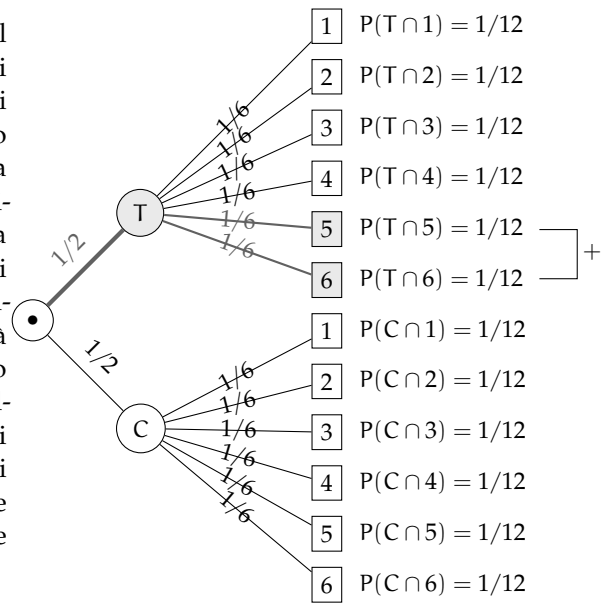 1 P(T ∩ 1) = 1/12
2 P(T ∩ 2) = 1/12
3 P(T ∩ 3) = 1/12
4 P(T ∩ 4) = 1/12
5 P(T ∩ 5) = 1/12
6 P(T ∩ 6) = 1/12
+
1/6
1/6
1/6
1/6
1/6
1/6
T
1/2
1/2
C
1/6
1/6
1/6
1/6
1/6
1/6
1 P(C ∩ 1) = 1/12
2 P(C ∩ 2) = 1/12
3 P(C ∩ 3) = 1/12
4 P(C ∩ 4) = 1/12
5 P(C ∩ 5) = 1/12
6 P(C ∩ 6) = 1/12